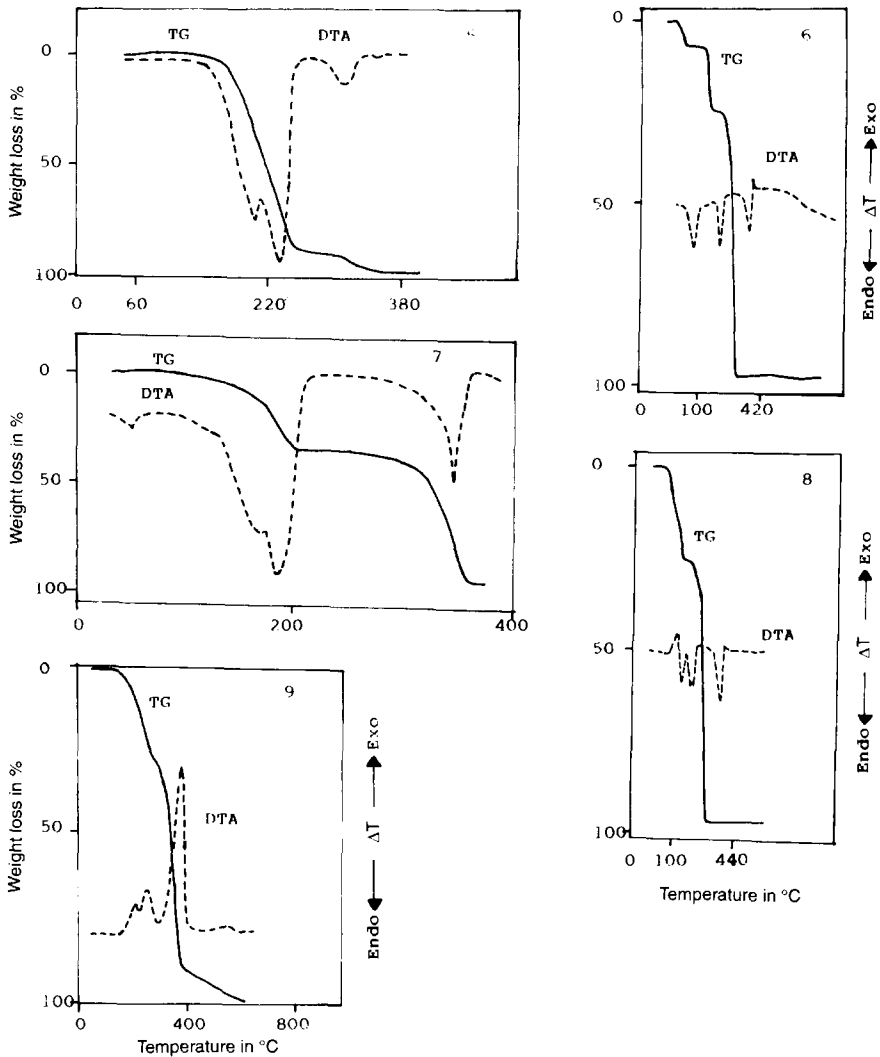 TG DTA
0
50
100
0 60 220 380
Weight loss in %
6
TG
DTA
0
50
100
0 100 420
Endo ΔT Exo
7
TG
DTA
0
50
100
0 200 400
Weight loss in %
8
TG
DTA
0
50
100
0 100 440
Temperature in °C
Endo ΔT Exo
9
TG
DTA
0
50
100
0 400 800
Temperature in °C
Weight loss in %
Endo ΔT Exo